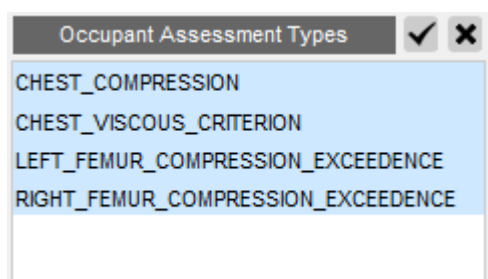 Occupant Assessment Types
CHEST_COMPRESSION
CHEST_VISCOUS_CRITERION
LEFT_FEMUR_COMPRESSION_EXCEEDENCE
RIGHT_FEMUR_COMPRESSION_EXCEEDENCE